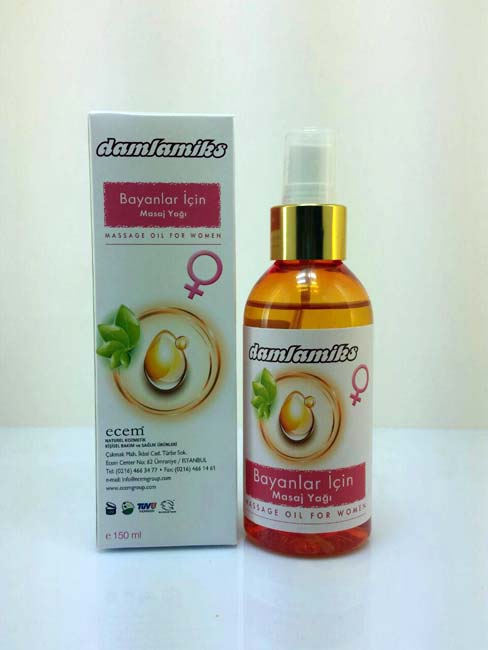 damlamiks
Bayanlar İçin
Masaj Yağı
MASSAGE OIL FOR WOMEN
ecem
NATUREL KOZMETİK
KİŞİSEL BAKIM ve SAĞLIK ÜRÜNLERİ
Çakmak Mah. İkbal Cad. Türbe Sok.
Ecem Center No: 62 Ümraniye / İSTANBUL
Tel: (0216) 466 34 77 • Fax: (0216) 466 14 61
e-mail: info@ecemgroup.com
www.ecemgroup.com
e 150 ml
damlamiks
Bayanlar İçin
Masaj Yağı
MASSAGE OIL FOR WOMEN